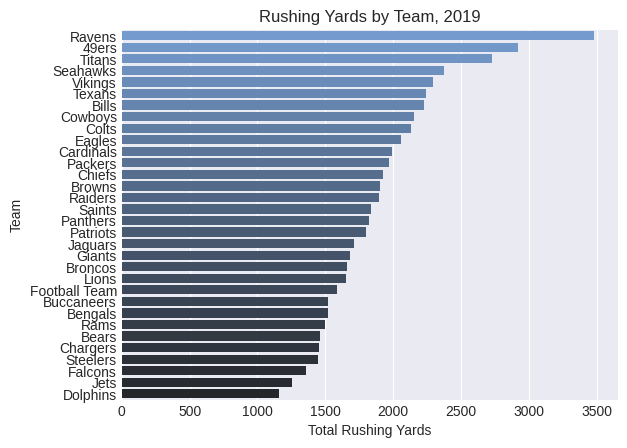 Rushing Yards by Team, 2019
Team
Ravens
49ers
Titans
Seahawks
Vikings
Texans
Bills
Cowboys
Colts
Eagles
Cardinals
Packers
Chiefs
Browns
Raiders
Saints
Panthers
Patriots
Jaguars
Giants
Broncos
Lions
Football Team
Buccaneers
Bengals
Rams
Bears
Chargers
Steelers
Falcons
Jets
Dolphins
0 500 1000 1500 2000 2500 3000 3500
Total Rushing Yards